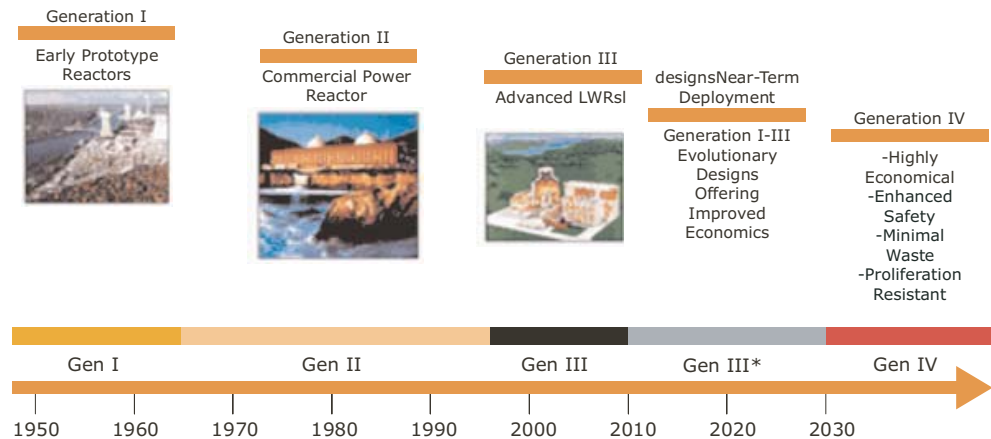 Generation I
Early Prototype
Reactors
Generation II
Commercial Power
Reactor
Generation III
Advanced LWRsl
designsNear-Term
Deployment
Generation I-III
Evolutionary
Designs
Offering
Improved
Economics
Generation IV
-Highly
Economical
-Enhanced
Safety
-Minimal
Waste
-Proliferation
Resistant
Gen I
Gen II
Gen III
Gen III*
Gen IV
1950
1960
1970
1980
1990
2000
2010
2020
2030